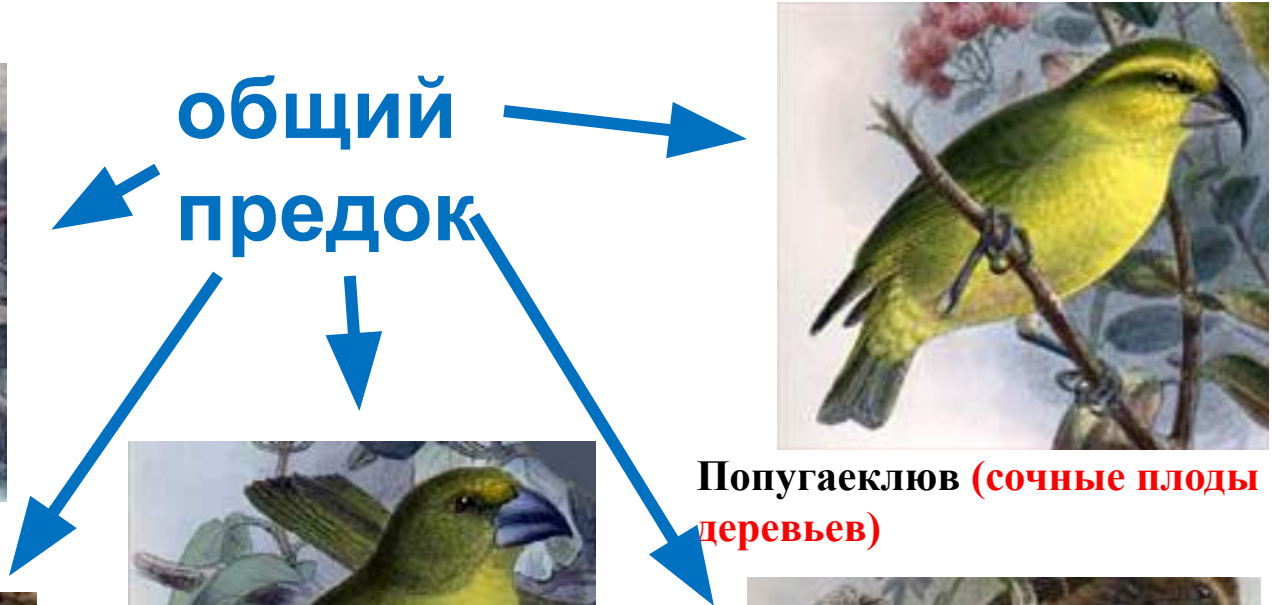 общий
предок
Попугаеклюв (сочные плоды
деревьев)